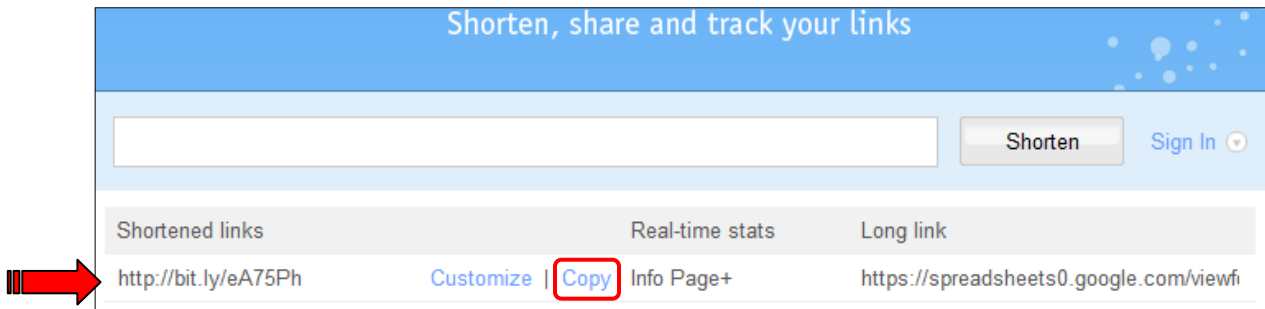 Shorten, share and track your links
Shorten Sign In
Shortened links Real-time stats Long link
http://bit.ly/eA75Ph Customize | Copy Info Page+ https://spreadsheets0.google.com/viewf